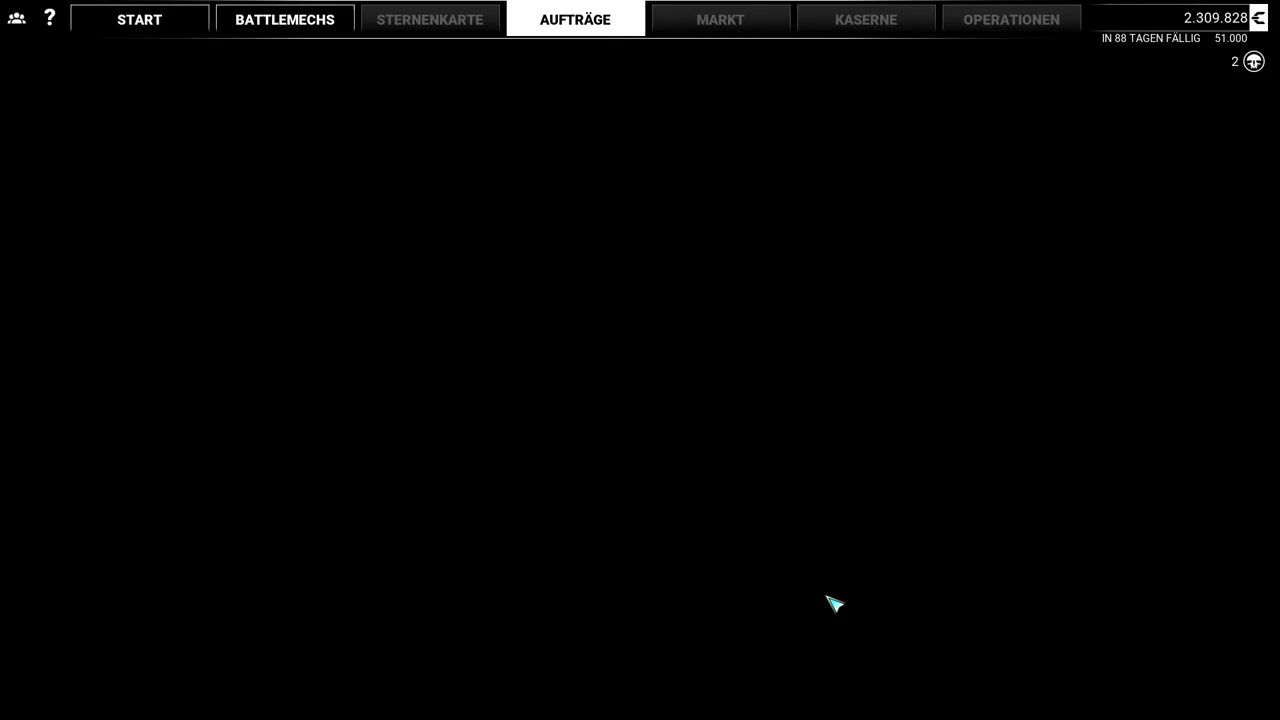 ? START BATTLEMECHS STERNENKARTE AUFTRÄGE MARKT KASERNE OPERATIONEN 2.309.828
IN 88 TAGEN FÄLLIG 51.000
2